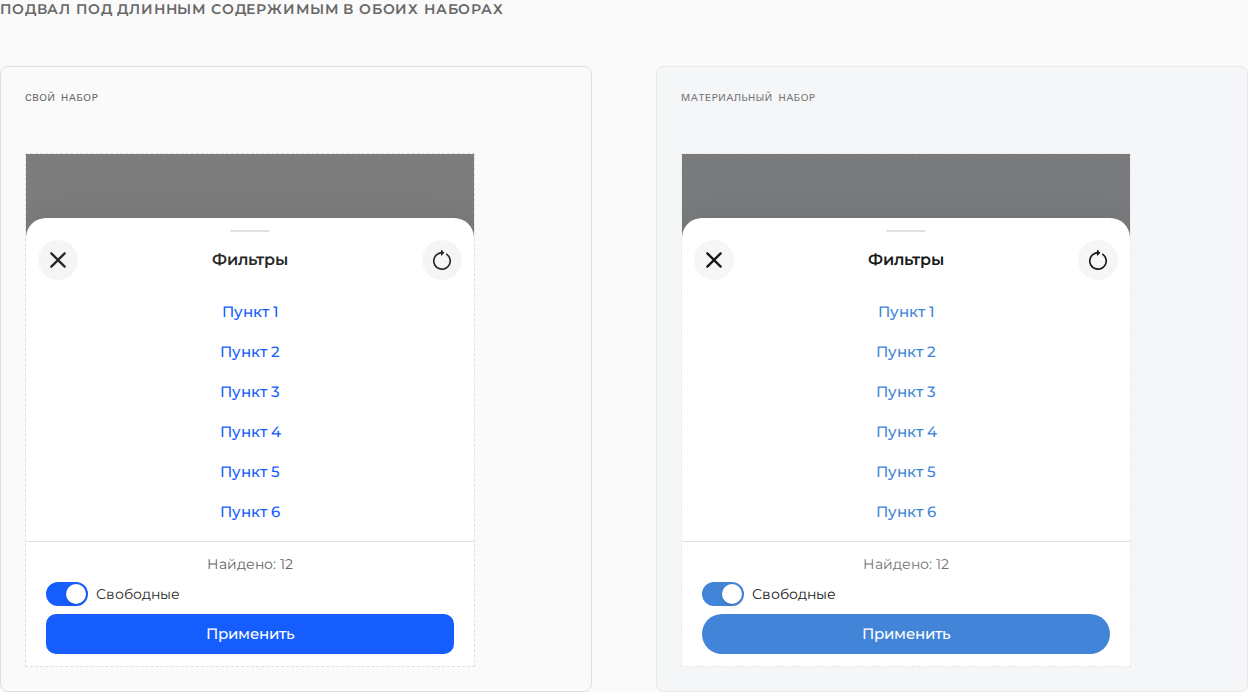 ПОДВАЛ ПОД ДЛИННЫМ СОДЕРЖИМЫМ В ОБОИХ НАБОРАХ
СВОЙ НАБОР
Фильтры
Пункт 1
Пункт 2
Пункт 3
Пункт 4
Пункт 5
Пункт 6
Найдено: 12
Свободные
Применить
МАТЕРИАЛЬНЫЙ НАБОР
Фильтры
Пункт 1
Пункт 2
Пункт 3
Пункт 4
Пункт 5
Пункт 6
Найдено: 12
Свободные
Применить